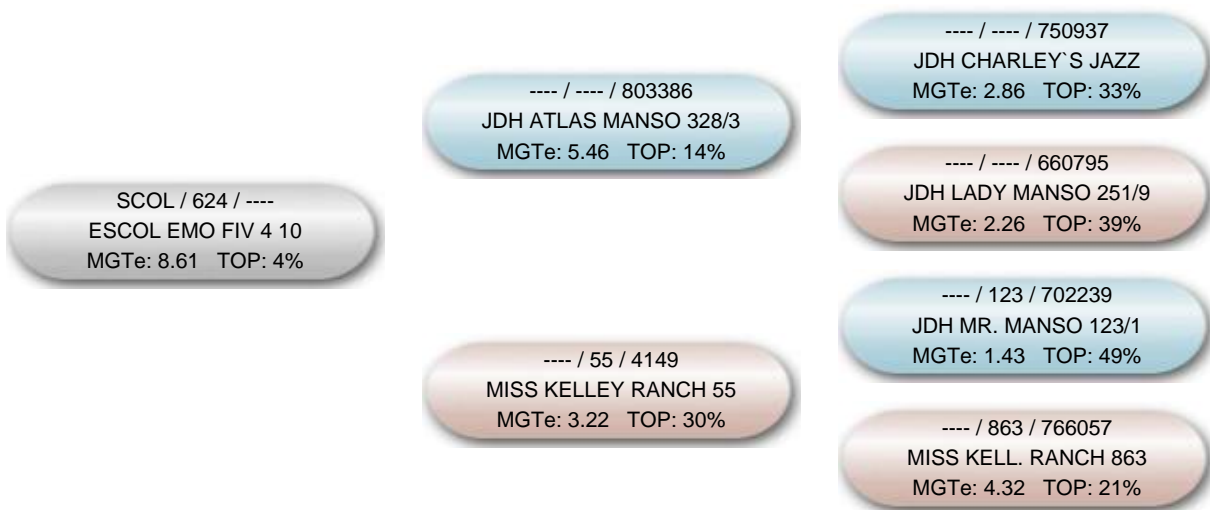 SCOL / 624 / ----
ESCOL EMO FIV 4 10
MGTe: 8.61 TOP: 4%
---- / ---- / 803386
JDH ATLAS MANSO 328/3
MGTe: 5.46 TOP: 14%
---- / 55 / 4149
MISS KELLEY RANCH 55
MGTe: 3.22 TOP: 30%
---- / ---- / 750937
JDH CHARLEY`S JAZZ
MGTe: 2.86 TOP: 33%
---- / ---- / 660795
JDH LADY MANSO 251/9
MGTe: 2.26 TOP: 39%
---- / 123 / 702239
JDH MR. MANSO 123/1
MGTe: 1.43 TOP: 49%
---- / 863 / 766057
MISS KELL. RANCH 863
MGTe: 4.32 TOP: 21%